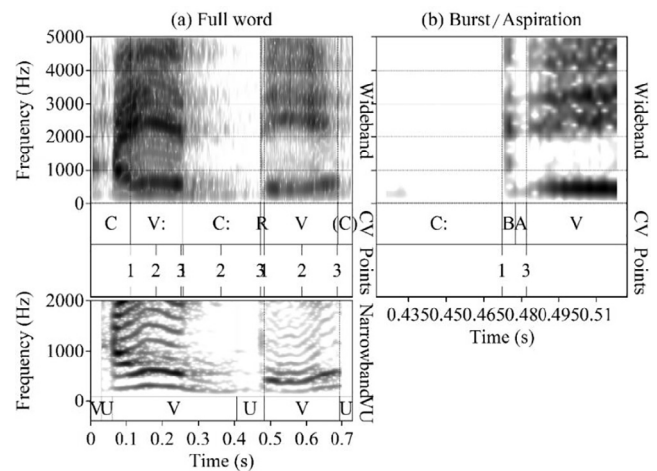 (a) Full word
(b) Burst/Aspiration
5000
4000
3000
2000
1000
0
Frequency (Hz)
Wideband
Wideband
C V: C: R V (C)
CV
C: B A V
CV
1 2 3 1 2 3 1 2 3
Points
1 3
Points
2000
1000
0
Frequency (Hz)
Narrowband
V U V U V U
VU
0 0.1 0.2 0.3 0.4 0.5 0.6 0.7
Time (s)
0.435 0.45 0.465 0.48 0.495 0.51
Time (s)